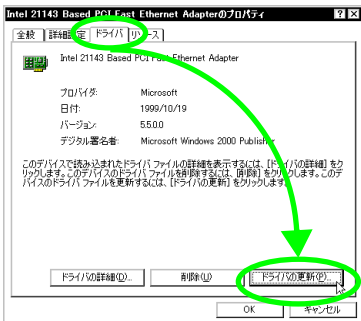 Intel 21143 Based PCI Fast Ethernet Adapterのプロパティ
全般 詳細設定 ドライバ リソース
Intel 21143 Based PCI Fast Ethernet Adapter
プロバイダ: Microsoft
日付: 1999/10/19
バージョン: 5.5.0.0
デジタル署名者: Microsoft Windows 2000 Publisher
このデバイスで読み込まれたドライバ ファイルの詳細を表示するには、[ドライバの詳細] をク
リックします。このデバイスのドライバ ファイルを削除するには、[削除] をクリックします。このデ
バイスのドライバ ファイルを更新するには、[ドライバの更新] をクリックします。
ドライバの詳細(D)... 削除(U) ドライバの更新(P)...
OK キャンセル